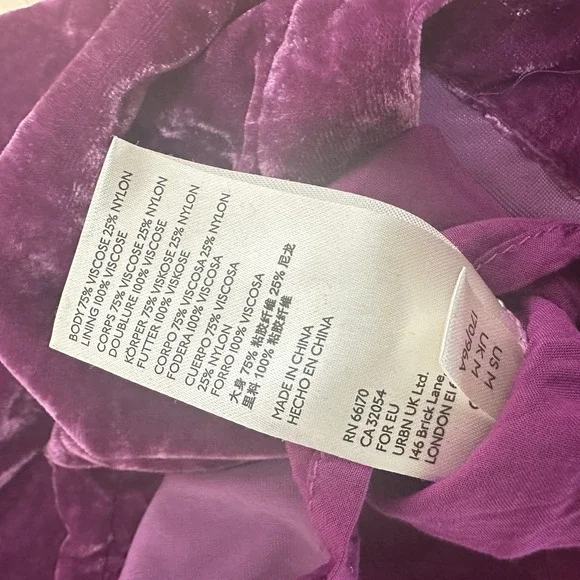 BODY 75% VISCOSE 25% NYLON
LINING 100% VISCOSE
CORPS 75% VISCOSE 25% NYLON
DOUBLURE 100% VISCOSE
KÖRPER 75% VISKOSE 25% NYLON
FUTTER 100% VISKOSE
CORPO 75% VISCOSA 25% NYLON
FODERA 100% VISCOSA
CUERPO 75% VISCOSA
25% NYLON
FORRO 100% VISCOSA
大身 75% 粘胶纤维 25% 尼龙
里料 100% 粘胶纤维
MADE IN CHINA
HECHO EN CHINA
RN 66170
CA 32054
FOR EU
URBN UK Ltd.
146 Brick Lane,
LONDON E1
US M
UK M
170964A